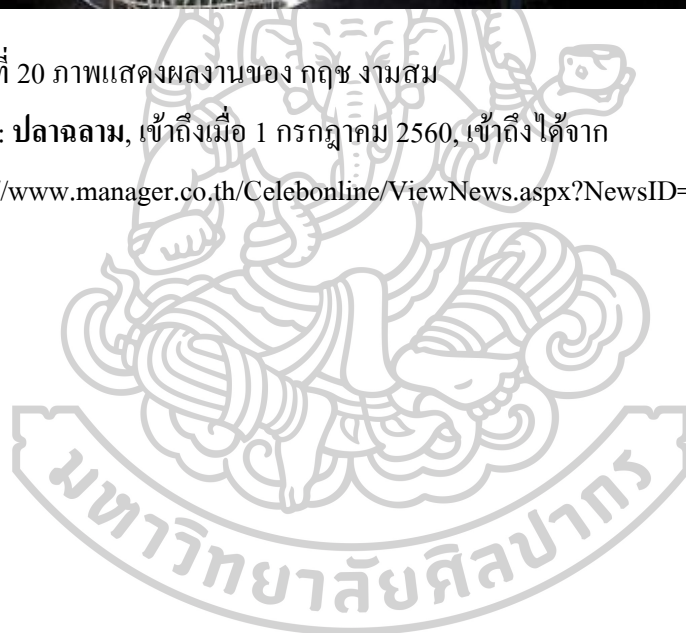 ที่ 20 ภาพแสดงผลงานของ กฤช งามสม
: ปลาฉลาม, เข้าถึงเมื่อ 1 กรกฎาคม 2560, เข้าถึงได้จาก
//www.manager.co.th/Celebonline/ViewNews.aspx?NewsID=
มหาวิทยาลัยศิลปากร